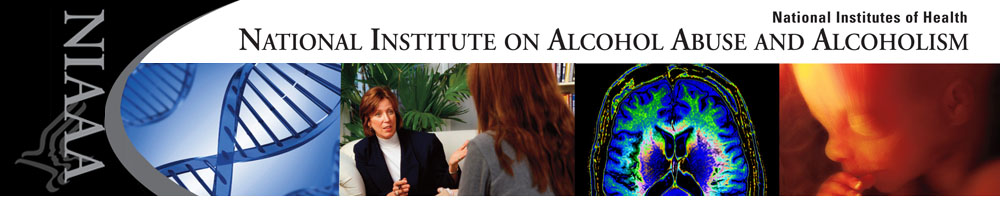 NIAAA
National Institutes of Health
NATIONAL INSTITUTE ON ALCOHOL ABUSE AND ALCOHOLISM